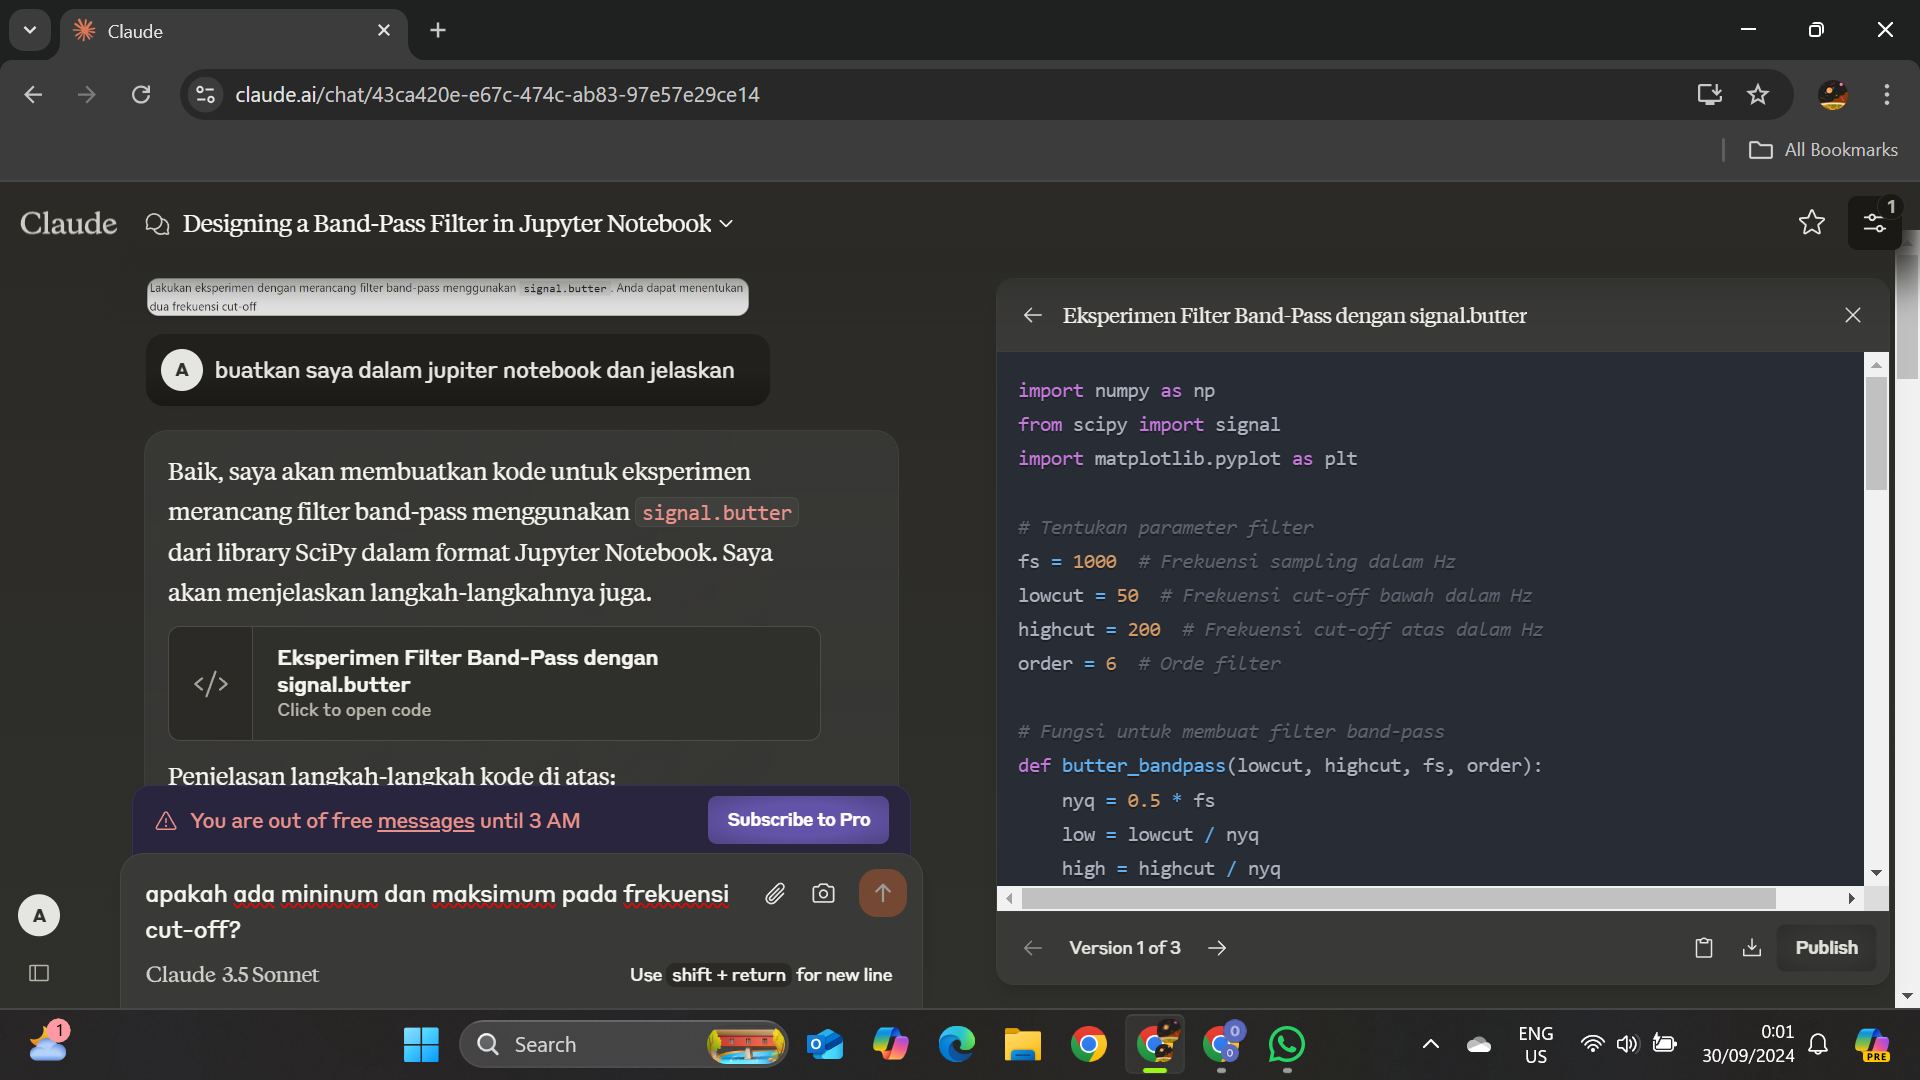 Claude
claude.ai/chat/43ca420e-e67c-474c-ab83-97e57e29ce14
All Bookmarks
Claude
Designing a Band-Pass Filter in Jupyter Notebook
1
Lakukan eksperimen dengan merancang filter band-pass menggunakan signal.butter. Anda dapat menentukan
dua frekuensi cut-off
A
buatkan saya dalam jupiter notebook dan jelaskan
Baik, saya akan membuatkan kode untuk eksperimen
merancang filter band-pass menggunakan signal.butter
dari library SciPy dalam format Jupyter Notebook. Saya
akan menjelaskan langkah-langkahnya juga.
</>
Eksperimen Filter Band-Pass dengan
signal.butter
Click to open code
Penjelasan langkah-langkah kode di atas:
You are out of free messages until 3 AM
Subscribe to Pro
apakah ada mininum dan maksimum pada frekuensi
cut-off?
Claude 3.5 Sonnet
Use shift + return for new line
A
Eksperimen Filter Band-Pass dengan signal.butter
import numpy as np
from scipy import signal
import matplotlib.pyplot as plt
# Tentukan parameter filter
fs = 1000 # Frekuensi sampling dalam Hz
lowcut = 50 # Frekuensi cut-off bawah dalam Hz
highcut = 200 # Frekuensi cut-off atas dalam Hz
order = 6 # Orde filter
# Fungsi untuk membuat filter band-pass
def butter_bandpass(lowcut, highcut, fs, order):
nyq = 0.5 * fs
low = lowcut / nyq
high = highcut / nyq
Version 1 of 3
Publish
1
Search
0
0
ENG
US
0:01
30/09/2024
PRE